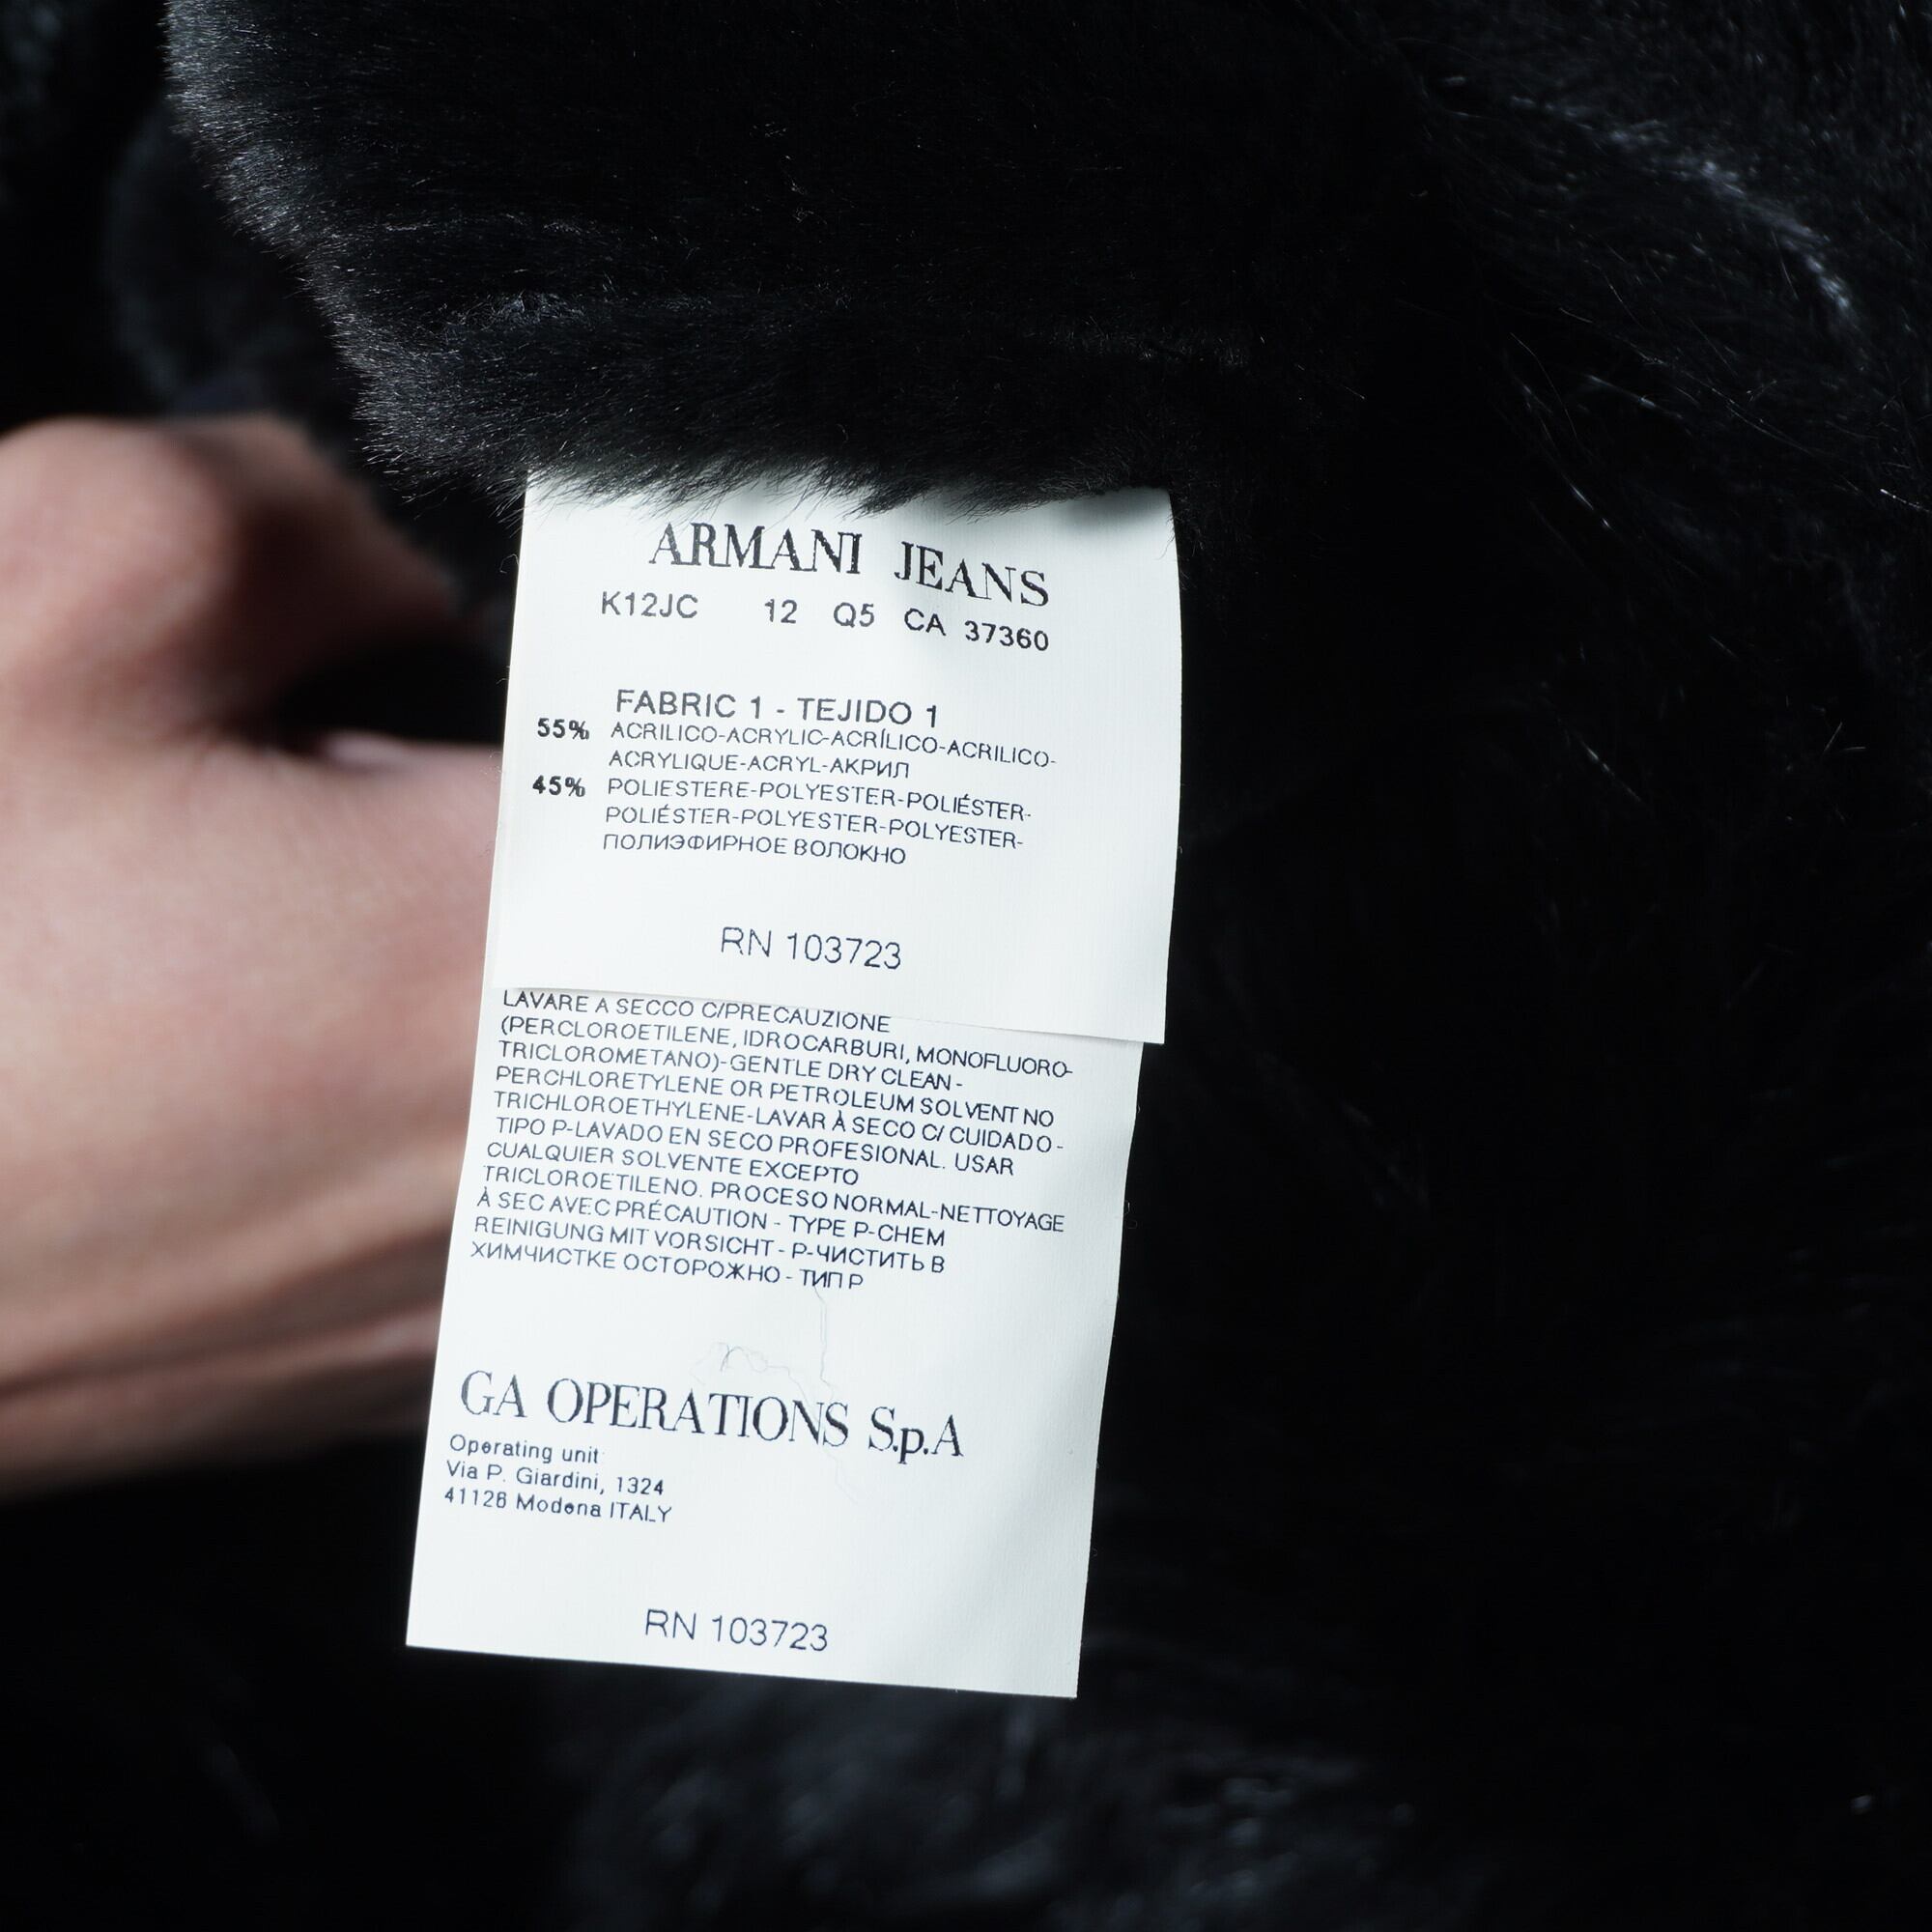 ARMANI JEANS
K12JC 12 Q5 CA 37360
FABRIC 1 - TEJIDO 1
55% ACRILICO-ACRYLIC-ACRÍLICO-ACRILICO-
ACRYLIQUE-ACRYL-АКРИЛ
45% POLIESTERE-POLYESTER-POLIÉSTER-
POLIÉSTER-POLYESTER-POLYESTER-
ПОЛИЭФИРНОЕ ВОЛОКНО
RN 103723
LAVARE A SECCO C/PRECAUZIONE
(PERCLOROETILENE, IDROCARBURI, MONOFLUORO-
TRICLOROMETANO)-GENTLE DRY CLEAN -
PERCHLORETYLENE OR PETROLEUM SOLVENT NO
TRICHLOROETHYLENE-LAVAR À SECO C/ CUIDADO -
TIPO P-LAVADO EN SECO PROFESIONAL. USAR
CUALQUIER SOLVENTE EXCEPTO
TRICLOROETILENO. PROCESO NORMAL-NETTOYAGE
À SEC AVEC PRÉCAUTION - TYPE P-CHEM
REINIGUNG MIT VORSICHT - P-ЧИСТИТЬ В
ХИМЧИСТКЕ ОСТОРОЖНО - ТИП P
GA OPERATIONS S.p.A
Operating unit:
Via P. Giardini, 1324
41126 Modena ITALY
RN 103723